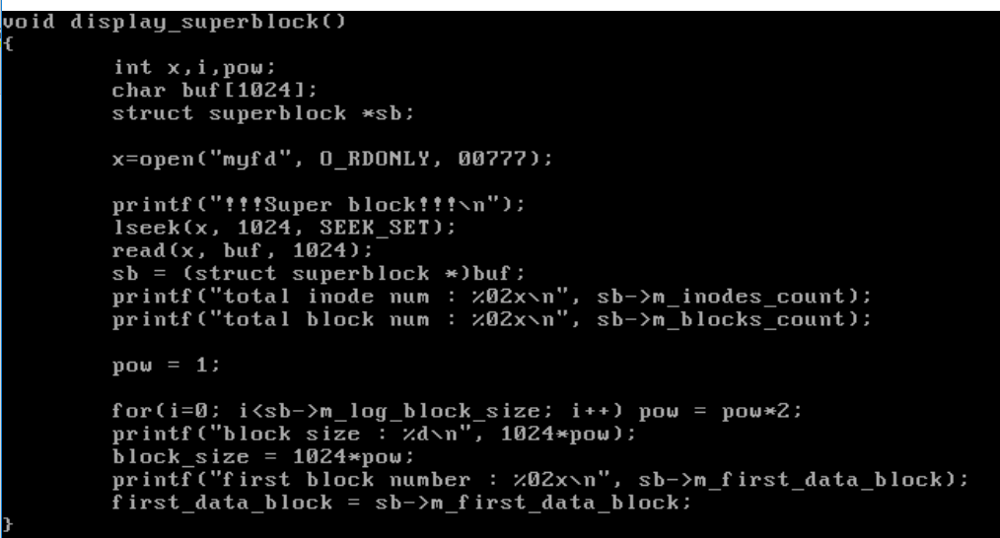 void display_superblock()
{
        int x,i,pow;
        char buf[1024];
        struct superblock *sb;

        x=open("myfd", O_RDONLY, 00777);

        printf("!!!Super block!!!\n");
        lseek(x, 1024, SEEK_SET);
        read(x, buf, 1024);
        sb = (struct superblock *)buf;
        printf("total inode num : %02x\n", sb->m_inodes_count);
        printf("total block num : %02x\n", sb->m_blocks_count);

        pow = 1;

        for(i=0; i<sb->m_log_block_size; i++) pow = pow*2;
        printf("block size : %d\n", 1024*pow);
        block_size = 1024*pow;
        printf("first block number : %02x\n", sb->m_first_data_block);
        first_data_block = sb->m_first_data_block;
}